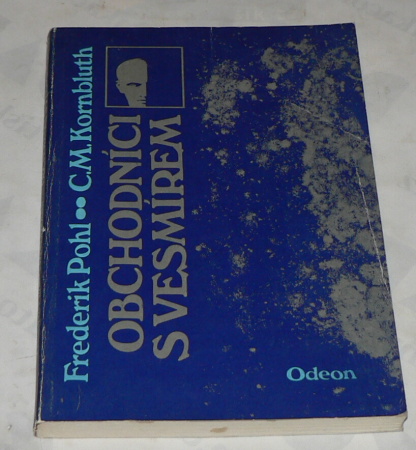 Frederik Pohl •• C.M. Kornbluth
OBCHODNÍCI
S VESMÍREM
Odeon